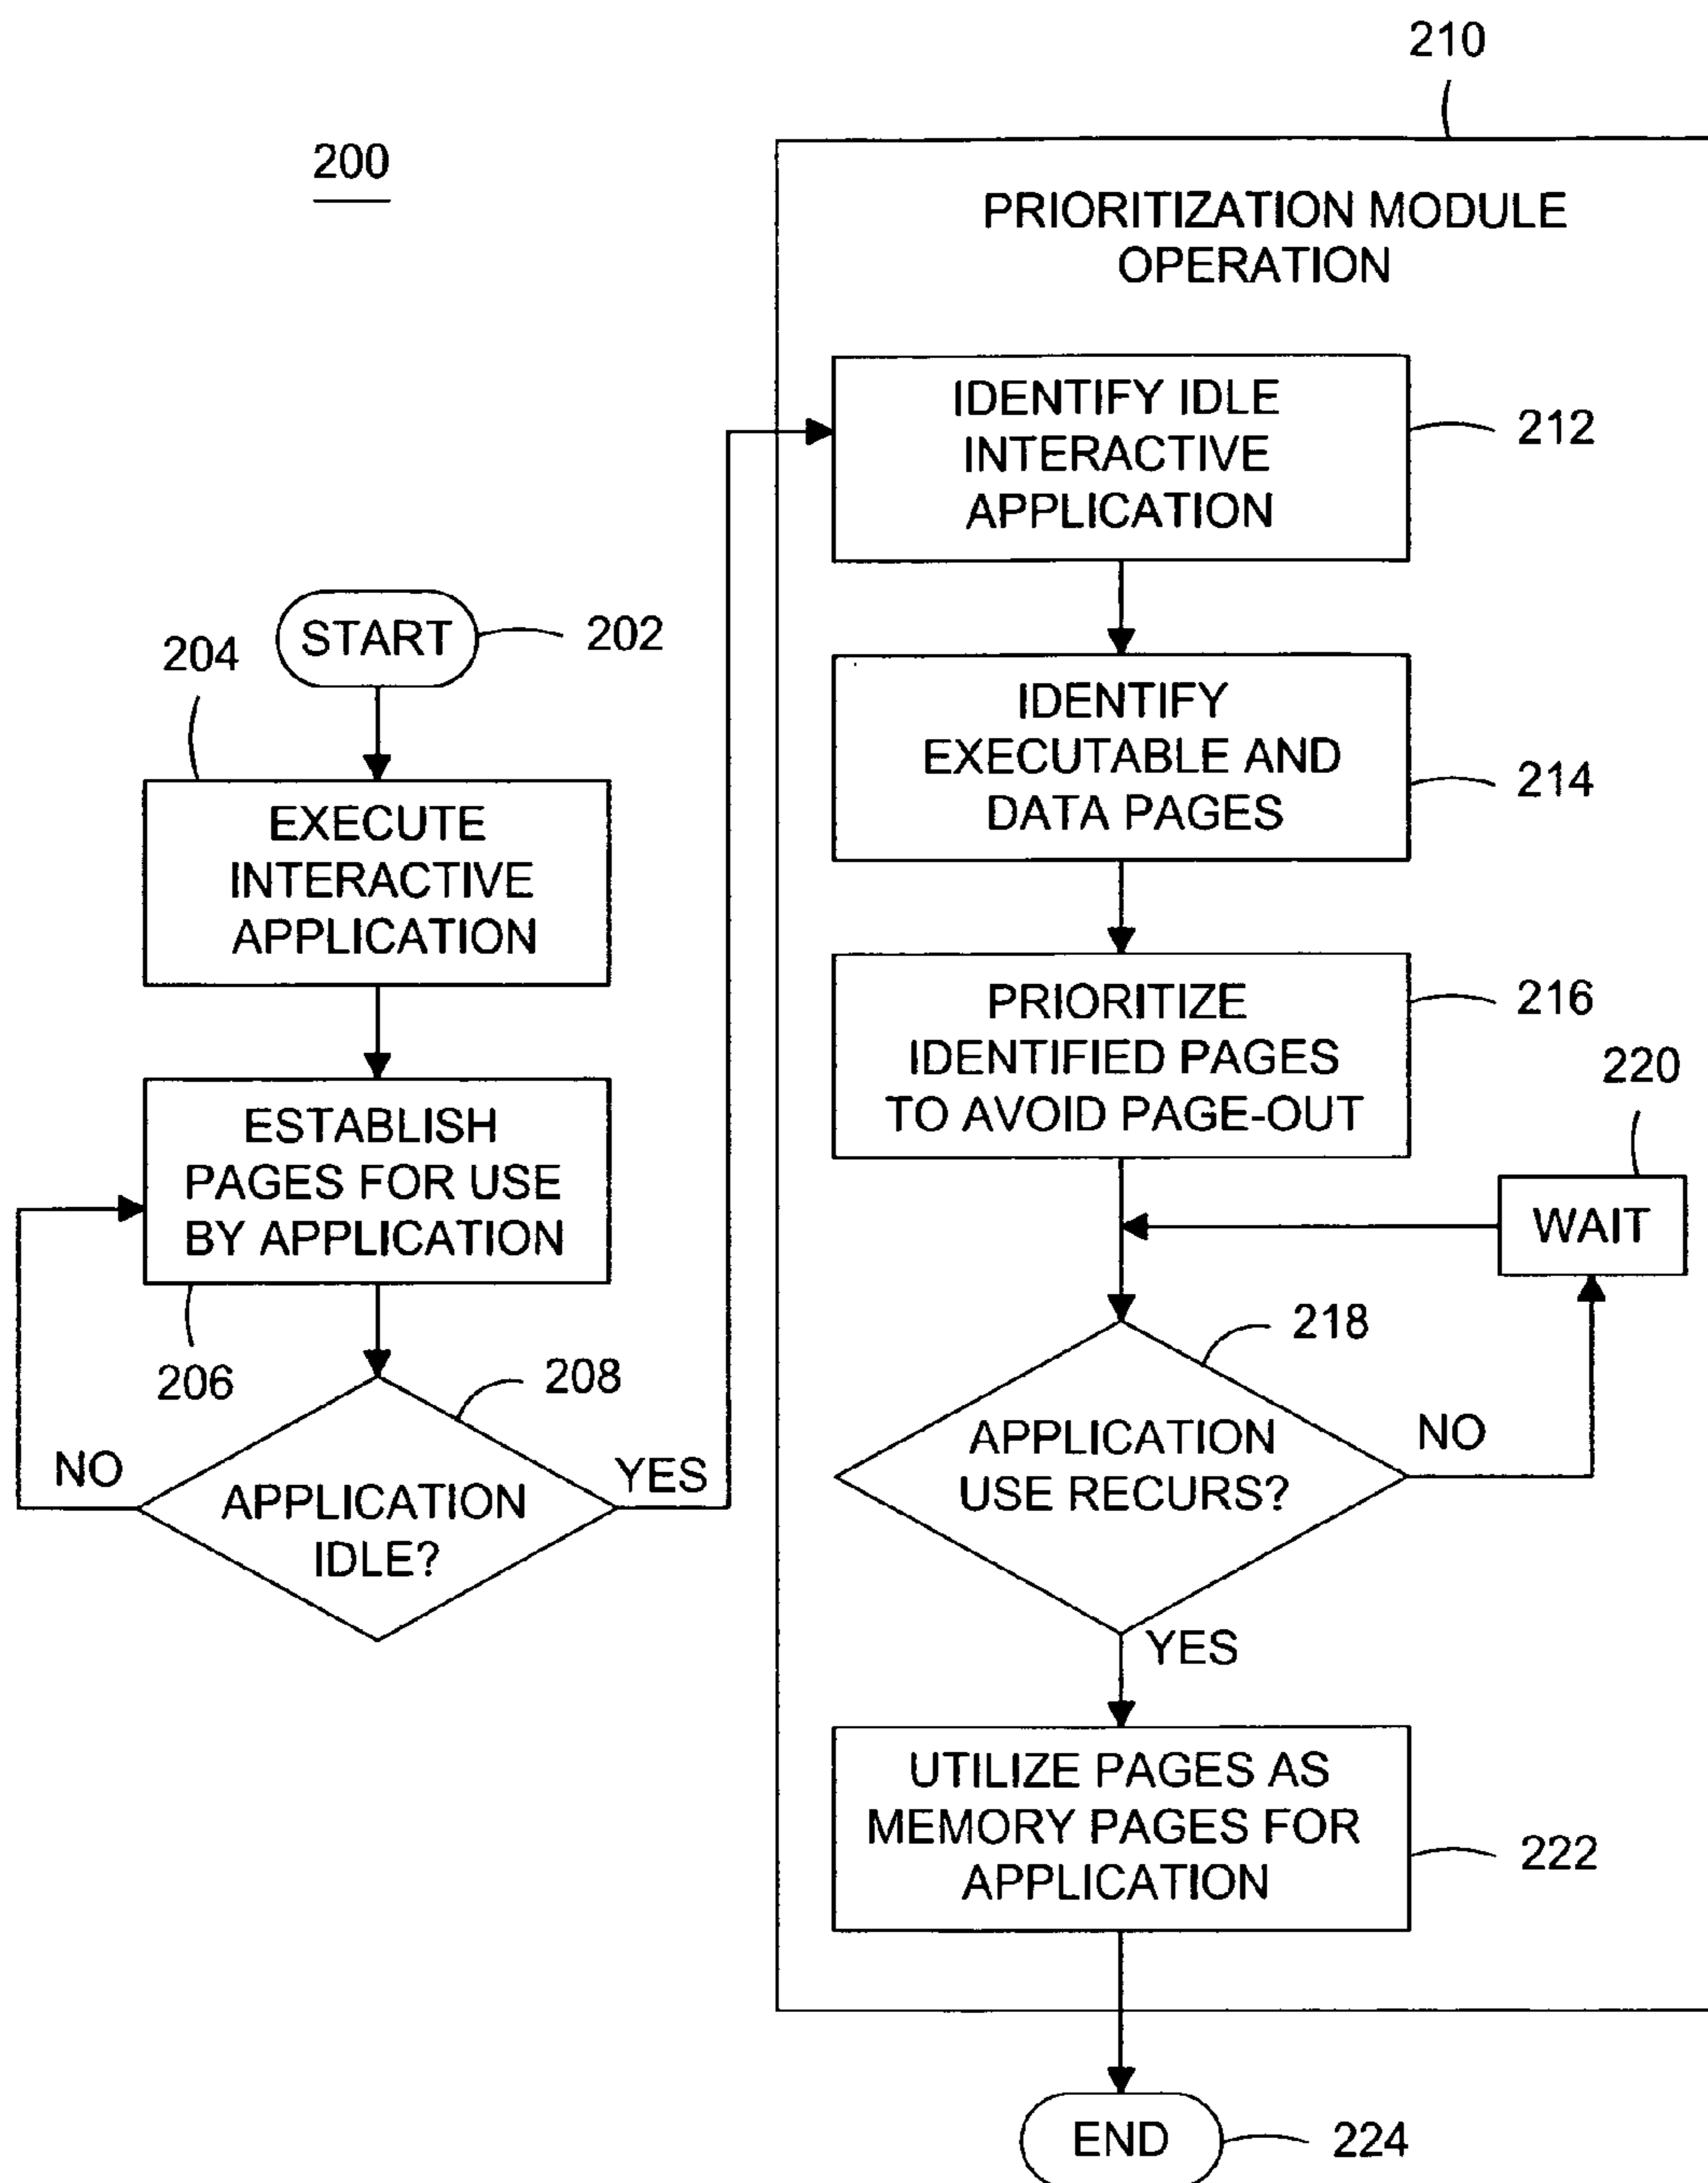 210
200
PRIORITIZATION MODULE
OPERATION
START
202
204
EXECUTE
INTERACTIVE
APPLICATION
ESTABLISH
PAGES FOR USE
BY APPLICATION
206
208
NO
YES
APPLICATION
IDLE?
IDENTIFY IDLE
INTERACTIVE
APPLICATION
212
IDENTIFY
EXECUTABLE AND
DATA PAGES
214
PRIORITIZE
IDENTIFIED PAGES
TO AVOID PAGE-OUT
216
220
WAIT
218
APPLICATION
USE RECURS?
NO
YES
UTILIZE PAGES AS
MEMORY PAGES FOR
APPLICATION
222
END
224